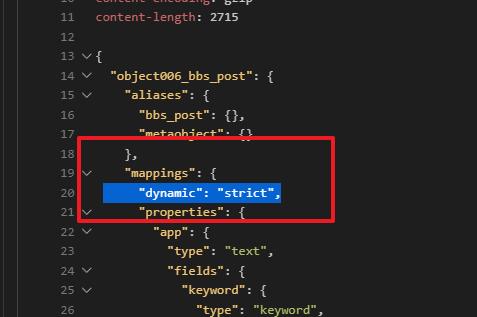 content-encoding: gzip
11 content-length: 2715
12
13 {
14 "object006_bbs_post": {
15 "aliases": {
16 "bbs_post": {},
17 "metaobject": {}
18 },
19 "mappings": {
20 "dynamic": "strict",
21 "properties": {
22 "app": {
23 "type": "text",
24 "fields": {
25 "keyword": {
26 "type": "keyword",